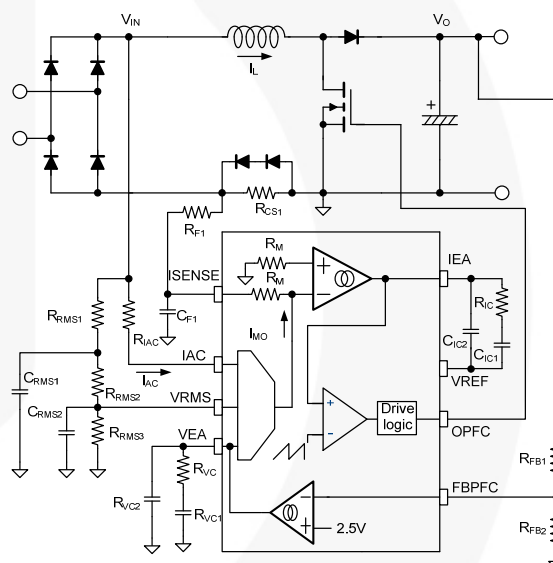 VIN
VO
IL
+
RCS1
RF1
ISENSE
RM
RM
+
−
IEA
RIC
CF1
RRMS1
RIAC
IMO
CIC2
CIC1
IAC
IAC
VREF
CRMS1
RRMS2
VRMS
+
-
Drive
logic
OPFC
CRMS2
RRMS3
VEA
RVC
RFB1
FBPFC
RVC2
RVC1
−
+
2.5V
RFB2